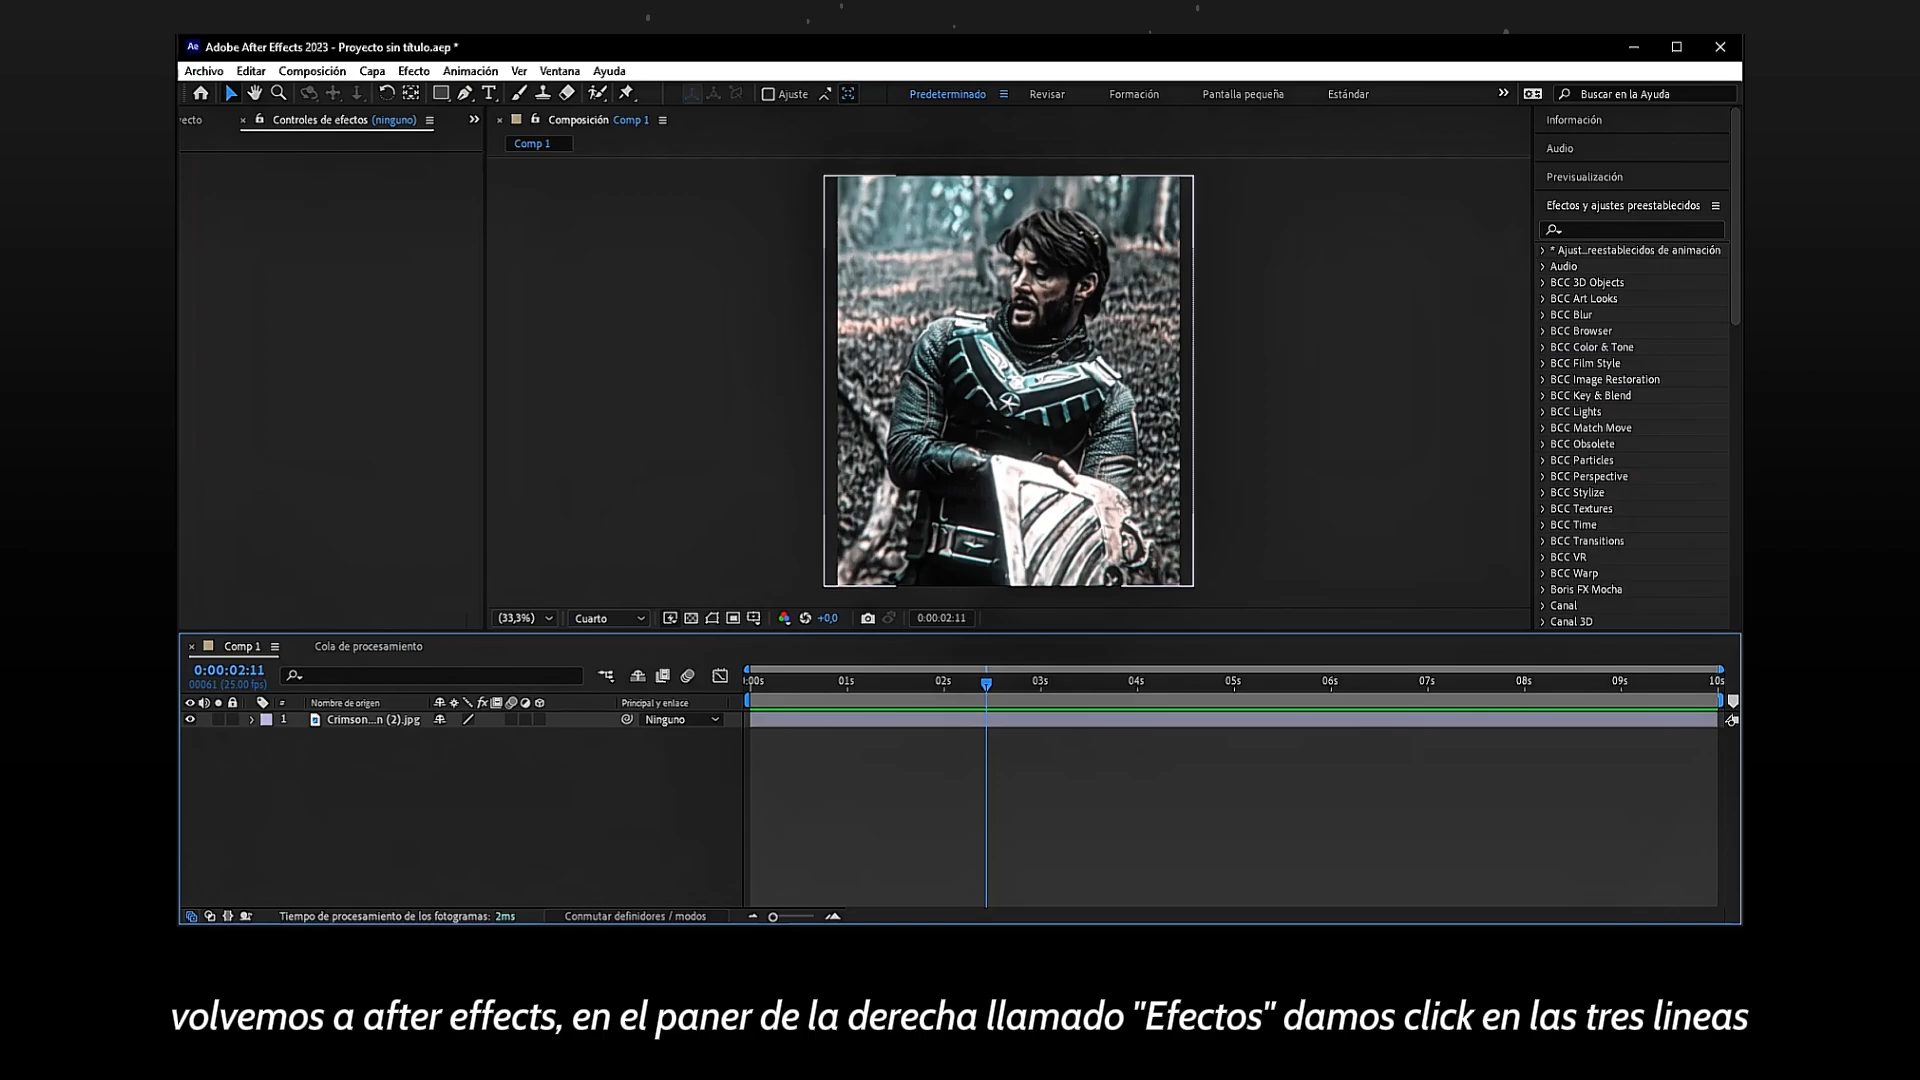 Ae Adobe After Effects 2023 - Proyecto sin título.aep *
Archivo Editar Composición Capa Efecto Animación Ver Ventana Ayuda
Ajuste Predeterminado Revisar Formación Pantalla pequeña Estándar Buscar en la Ayuda
yecto Controles de efectos (ninguno) Composición Comp 1
Comp 1
Información
Audio
Previsualización
Efectos y ajustes preestablecidos
* Ajust...reestablecidos de animación
Audio
BCC 3D Objects
BCC Art Looks
BCC Blur
BCC Browser
BCC Color & Tone
BCC Film Style
BCC Image Restoration
BCC Key & Blend
BCC Lights
BCC Match Move
BCC Obsolete
BCC Particles
BCC Perspective
BCC Stylize
BCC Textures
BCC Time
BCC Transitions
BCC VR
BCC Warp
Boris FX Mocha
Canal
Canal 3D
(33,3%) Cuarto +0,0 0:00:02:11
Comp 1 Cola de procesamiento
0:00:02:11
00061 (25.00 fps)
:00s 01s 02s 03s 04s 05s 06s 07s 08s 09s 10s
# Nombre de origen fx Principal y enlace
1 Crimson...n (2).jpg Ninguno
Tiempo de procesamiento de los fotogramas: 2ms Conmutar definidores / modos
volvemos a after effects, en el paner de la derecha llamado "Efectos" damos click en las tres lineas